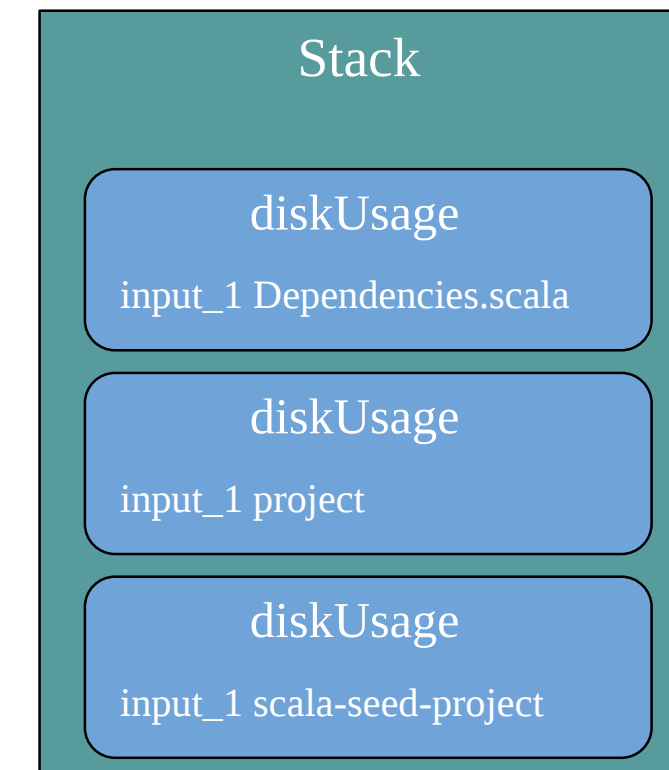 Stack
diskUsage
input_1 Dependencies.scala
diskUsage
input_1 project
diskUsage
input_1 scala-seed-project